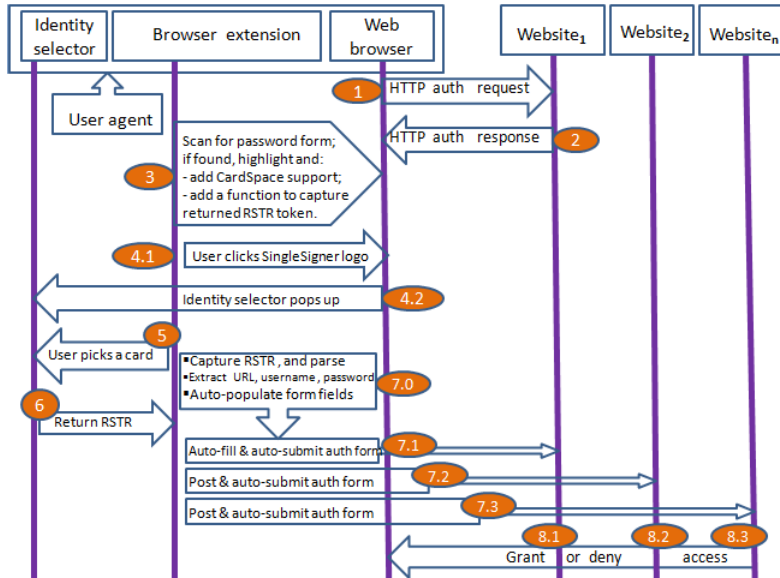 Identity
selector
Browser extension
Web
browser
Website1
Website2
Websiten
User agent
1
HTTP auth request
HTTP auth response
2
3
Scan for password form;
if found, highlight and:
- add CardSpace support;
- add a function to capture
returned RSTR token.
4.1
User clicks SingleSigner logo
Identity selector pops up
4.2
5
User picks a card
▪Capture RSTR, and parse
▪Extract URL, username, password
▪Auto-populate form fields
7.0
6
Return RSTR
Auto-fill & auto-submit auth form
7.1
Post & auto-submit auth form
7.2
Post & auto-submit auth form
7.3
8.1
8.2
8.3
Grant or deny access